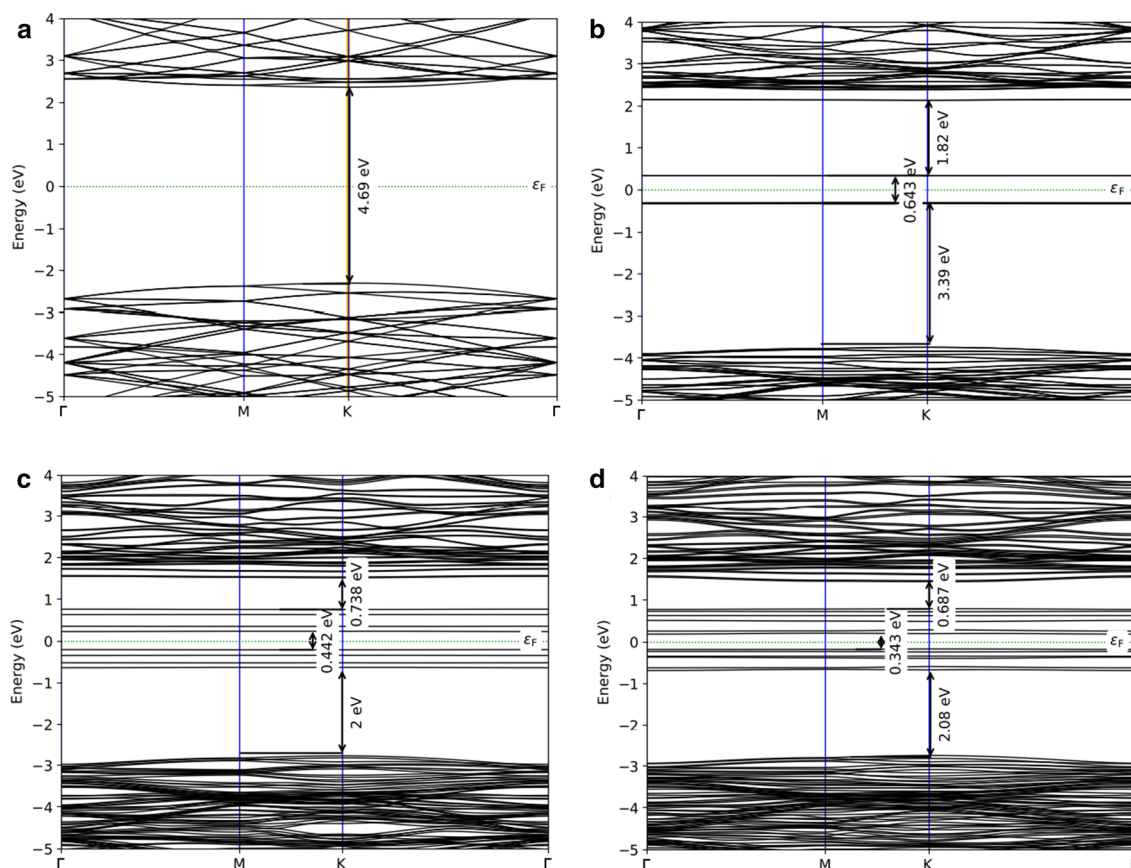 a
4
3
2
1
0
−1
−2
−3
−4
−5
Energy (eV)
4.69 eV
εF
Γ
M
K
Γ
b
4
3
2
1
0
−1
−2
−3
−4
−5
Energy (eV)
1.82 eV
0.643 eV
3.39 eV
εF
Γ
M
K
c
4
3
2
1
0
−1
−2
−3
−4
−5
Energy (eV)
0.738 eV
0.442 eV
2 eV
εF
Γ
M
K
Γ
d
4
3
2
1
0
−1
−2
−3
−4
−5
Energy (eV)
0.687 eV
0.343 eV
2.08 eV
εF
Γ
M
K